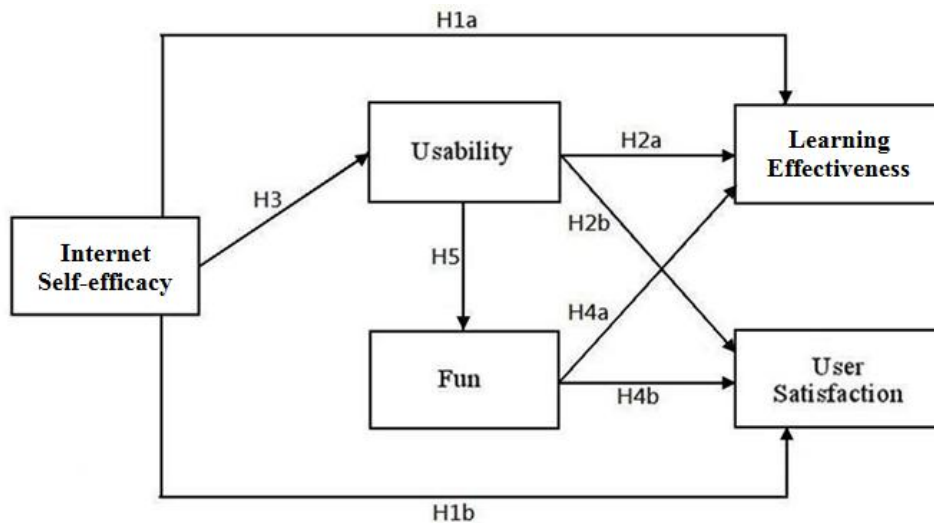 H1a
Usability
H2a
Learning
Effectiveness
H3
H2b
Internet
Self-efficacy
H5
H4a
Fun
H4b
User
Satisfaction
H1b